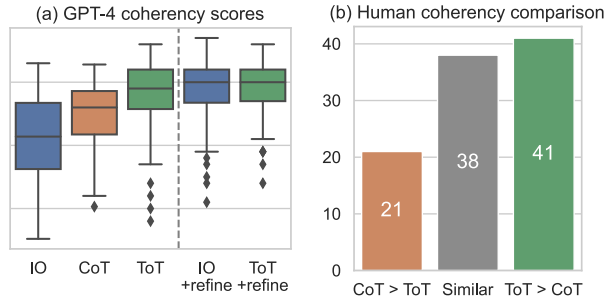 (a) GPT-4 coherency scores
IO CoT ToT IO ToT
+refine +refine
(b) Human coherency comparison
40
30
20
10
0
21
38
41
CoT > ToT Similar ToT > CoT